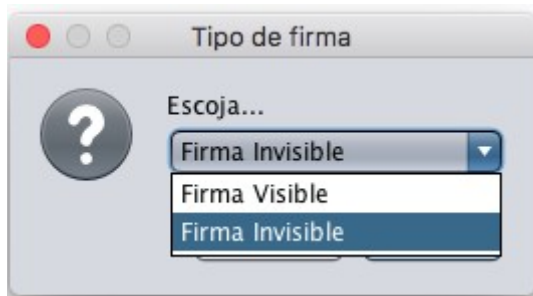 Tipo de firma
Escoja...
Firma Invisible
Firma Visible
Firma Invisible